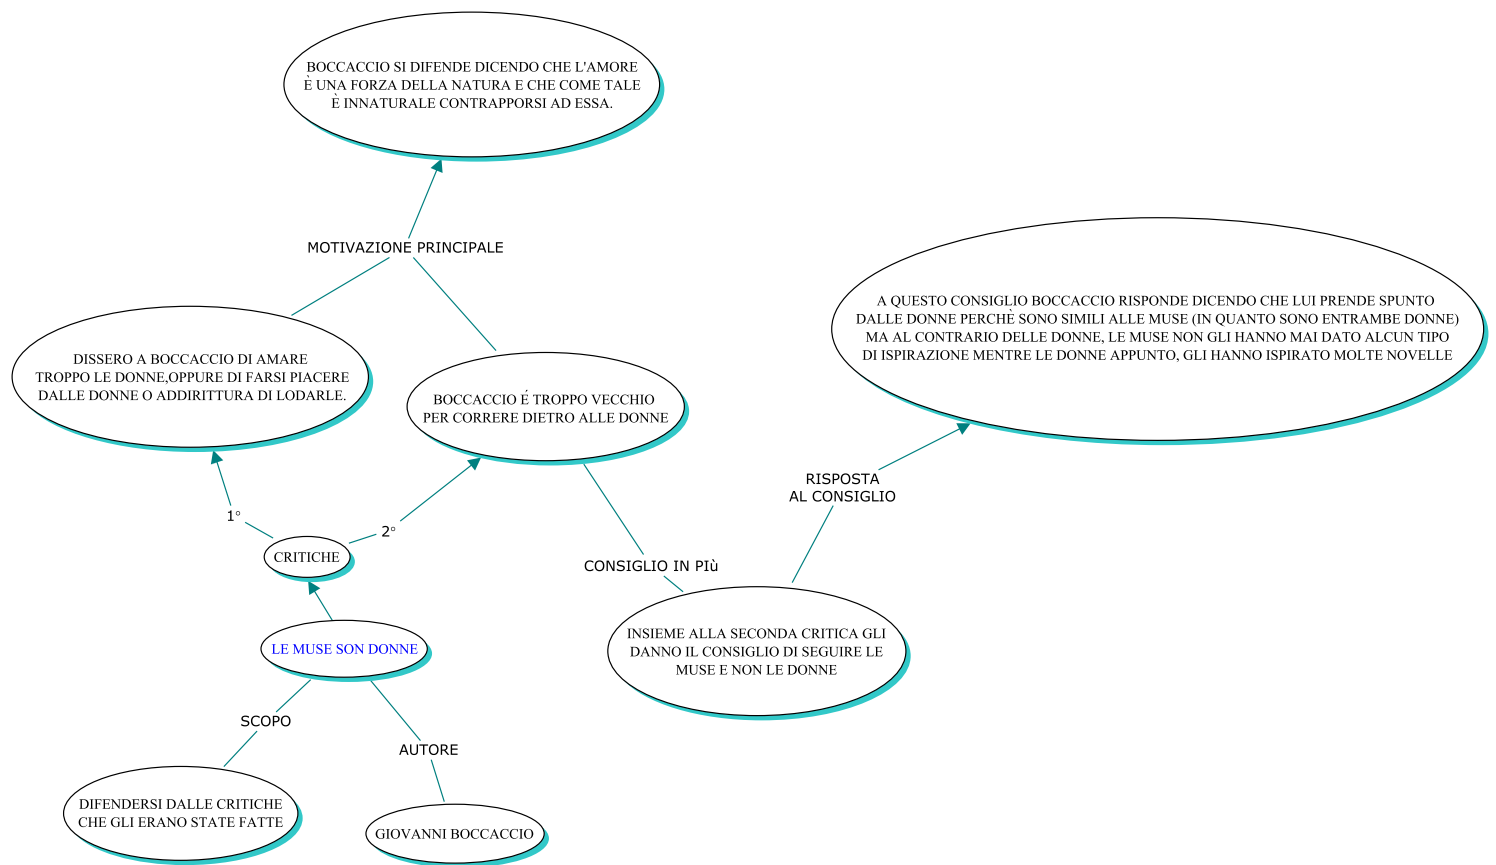 BOCCACCIO SI DIFENDE DICENDO CHE L'AMORE
È UNA FORZA DELLA NATURA E CHE COME TALE
È INNATURALE CONTRAPPORSI AD ESSA.
MOTIVAZIONE PRINCIPALE
DISSERO A BOCCACCIO DI AMARE
TROPPO LE DONNE,OPPURE DI FARSI PIACERE
DALLE DONNE O ADDIRITTURA DI LODARLE.
BOCCACCIO É TROPPO VECCHIO
PER CORRERE DIETRO ALLE DONNE
A QUESTO CONSIGLIO BOCCACCIO RISPONDE DICENDO CHE LUI PRENDE SPUNTO
DALLE DONNE PERCHÈ SONO SIMILI ALLE MUSE (IN QUANTO SONO ENTRAMBE DONNE)
MA AL CONTRARIO DELLE DONNE, LE MUSE NON GLI HANNO MAI DATO ALCUN TIPO
DI ISPIRAZIONE MENTRE LE DONNE APPUNTO, GLI HANNO ISPIRATO MOLTE NOVELLE
RISPOSTA
AL CONSIGLIO
1°
2°
CRITICHE
CONSIGLIO IN PIù
INSIEME ALLA SECONDA CRITICA GLI
DANNO IL CONSIGLIO DI SEGUIRE LE
MUSE E NON LE DONNE
LE MUSE SON DONNE
SCOPO
AUTORE
DIFENDERSI DALLE CRITICHE
CHE GLI ERANO STATE FATTE
GIOVANNI BOCCACCIO